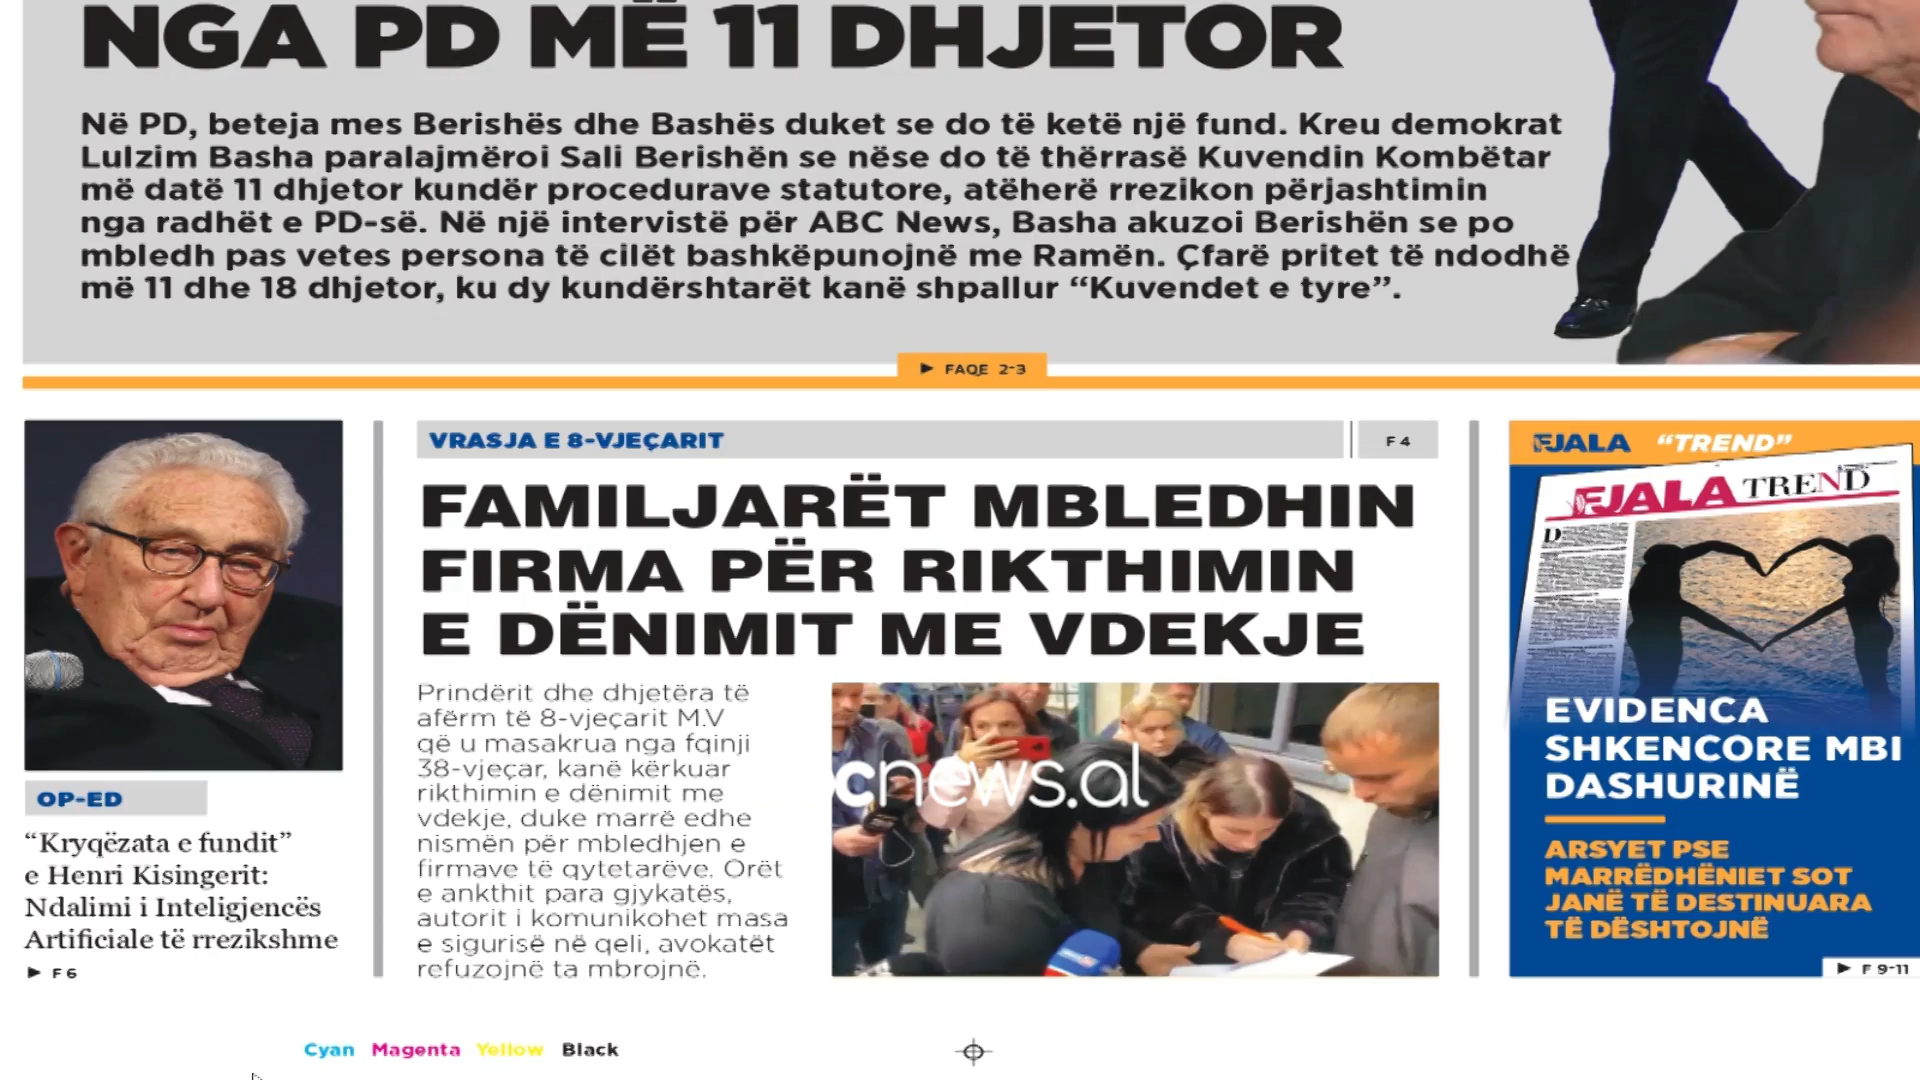 NGA PD MË 11 DHJETOR
Në PD, beteja mes Berishës dhe Bashës duket se do të ketë një fund. Kreu demokrat
Lulzim Basha paralajmëroi Sali Berishën se nëse do të thërrasë Kuvendin Kombëtar
më datë 11 dhjetor kundër procedurave statutore, atëherë rrezikon përjashtimin
nga radhët e PD-së. Në një intervistë për ABC News, Basha akuzoi Berishën se po
mbledh pas vetes persona të cilët bashkëpunojnë me Ramën. Çfarë pritet të ndodhë
më 11 dhe 18 dhjetor, ku dy kundërshtarët kanë shpallur “Kuvendet e tyre”.
FAQE 2-3
OP-ED
“Kryqëzata e fundit”
e Henri Kisingerit:
Ndalimi i Inteligjencës
Artificiale të rrezikshme
F 6
VRASJA E 8-VJEÇARIT
F 4
FAMILJARËT MBLEDHIN
FIRMA PËR RIKTHIMIN
E DËNIMIT ME VDEKJE
Prindërit dhe dhjetëra të
afërm të 8-vjeçarit M.V
që u masakrua nga fqinji
38-vjeçar, kanë kërkuar
rikthimin e dënimit me
vdekje, duke marrë edhe
nismën për mbledhjen e
firmave të qytetarëve. Orët
e ankthit para gjykatës,
autorit i komunikohet masa
e sigurisë në qeli, avokatët
refuzojnë ta mbrojnë.
cnews.al
FJALA “TREND”
FJALA TREND
D
EVIDENCA
SHKENCORE MBI
DASHURINË
ARSYET PSE
MARRËDHËNIET SOT
JANË TË DESTINUARA
TË DËSHTOJNË
F 9-11
Cyan Magenta Yellow Black